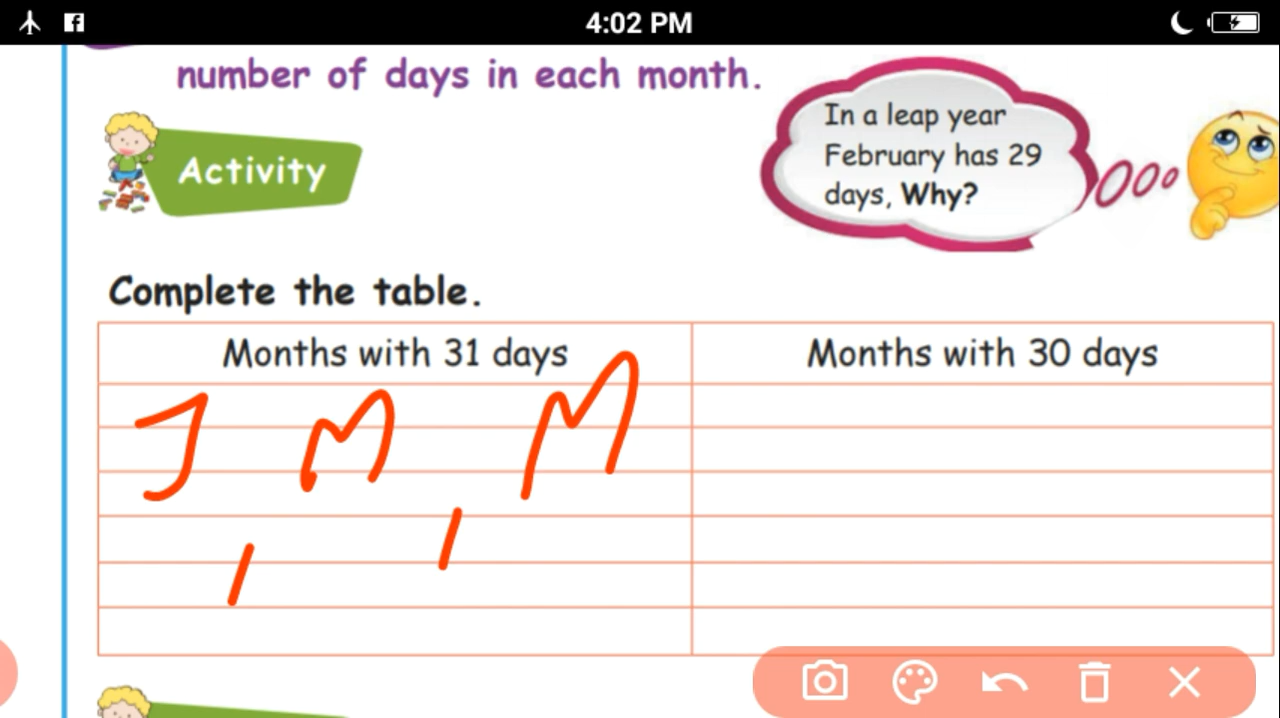 4:02 PM
number of days in each month.
In a leap year
February has 29
days, Why?
Activity
Complete the table.
Months with 31 days
Months with 30 days
J, M, M